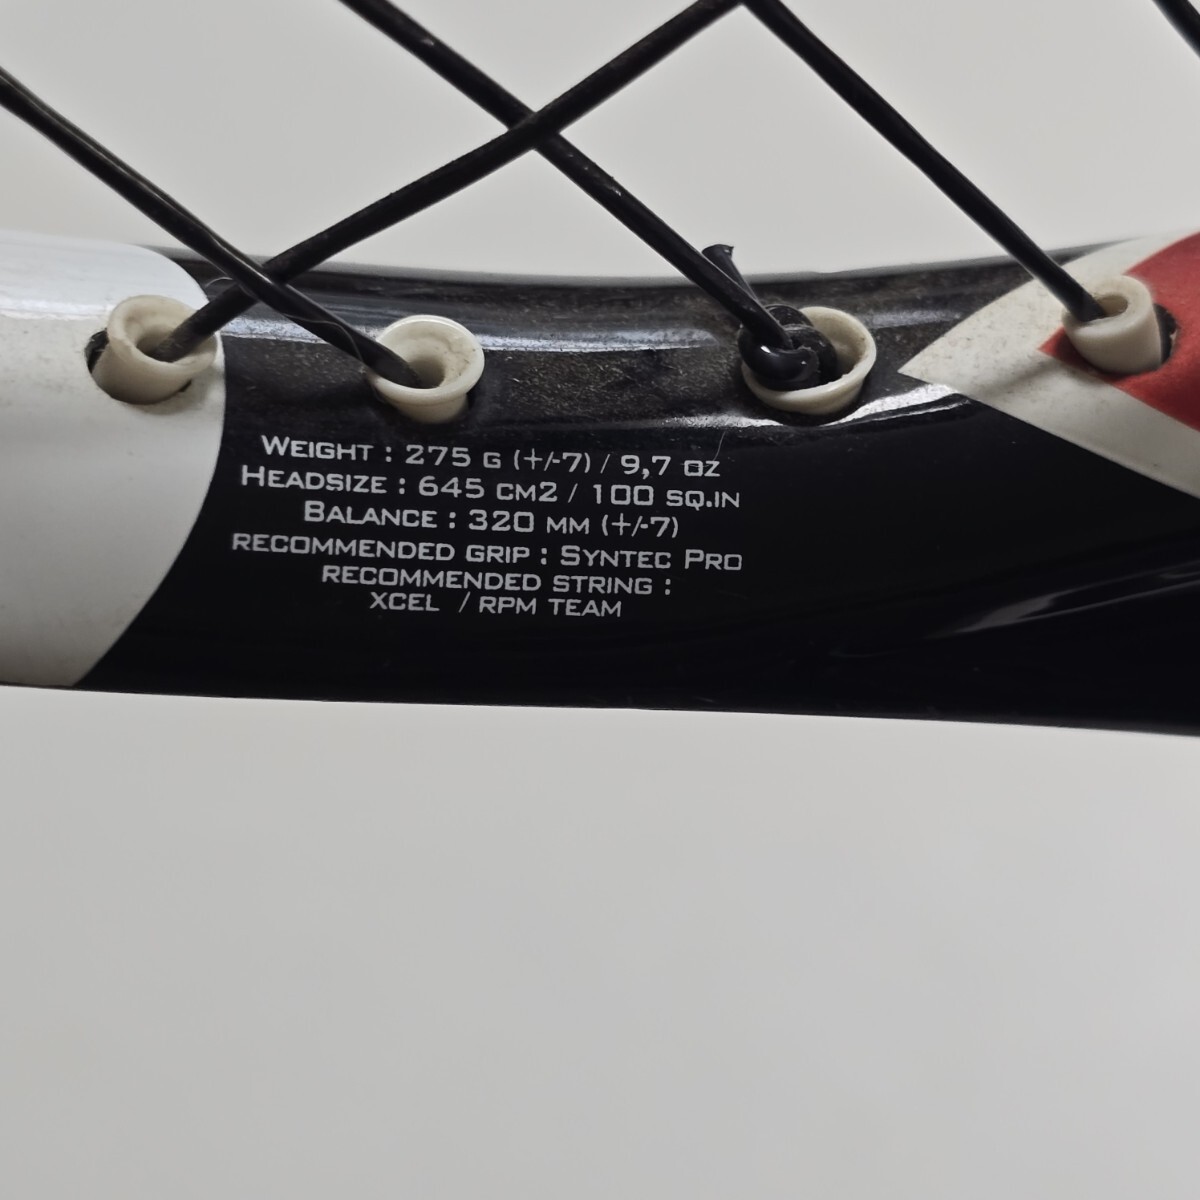 WEIGHT : 275 G (+/-7) / 9,7 OZ
HEADSIZE : 645 CM2 / 100 SQ.IN
BALANCE : 320 MM (+/-7)
RECOMMENDED GRIP : SYNTEC PRO
RECOMMENDED STRING :
XCEL / RPM TEAM